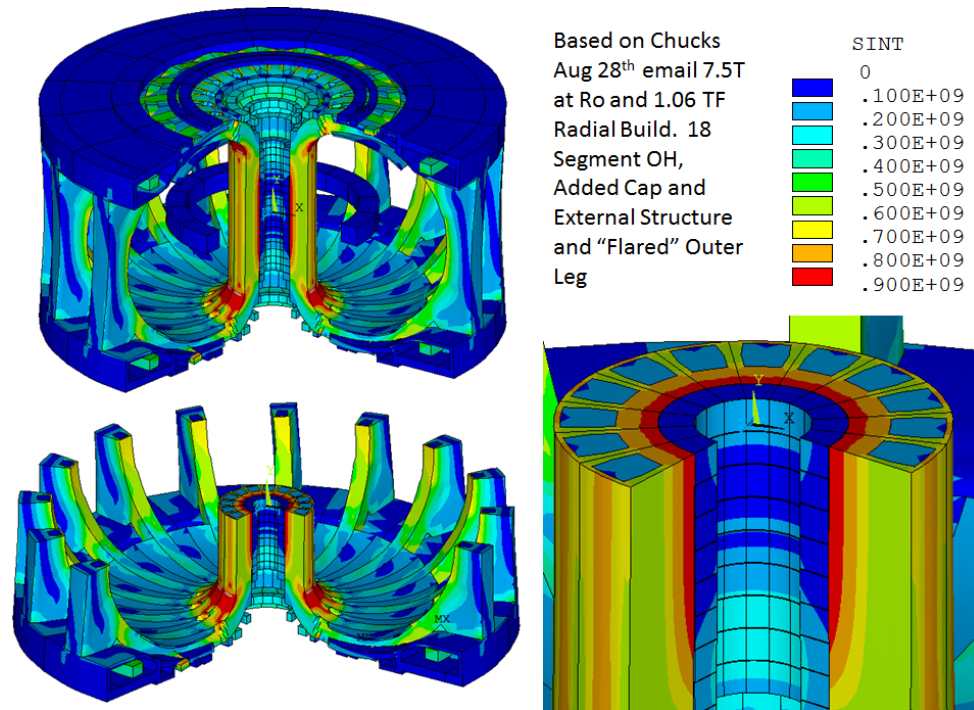 Based on Chucks
Aug 28th email 7.5T
at Ro and 1.06 TF
Radial Build. 18
Segment OH,
Added Cap and
External Structure
and “Flared” Outer
Leg
SINT
0
.100E+09
.200E+09
.300E+09
.400E+09
.500E+09
.600E+09
.700E+09
.800E+09
.900E+09
Y
X
Y
MX
Y
X